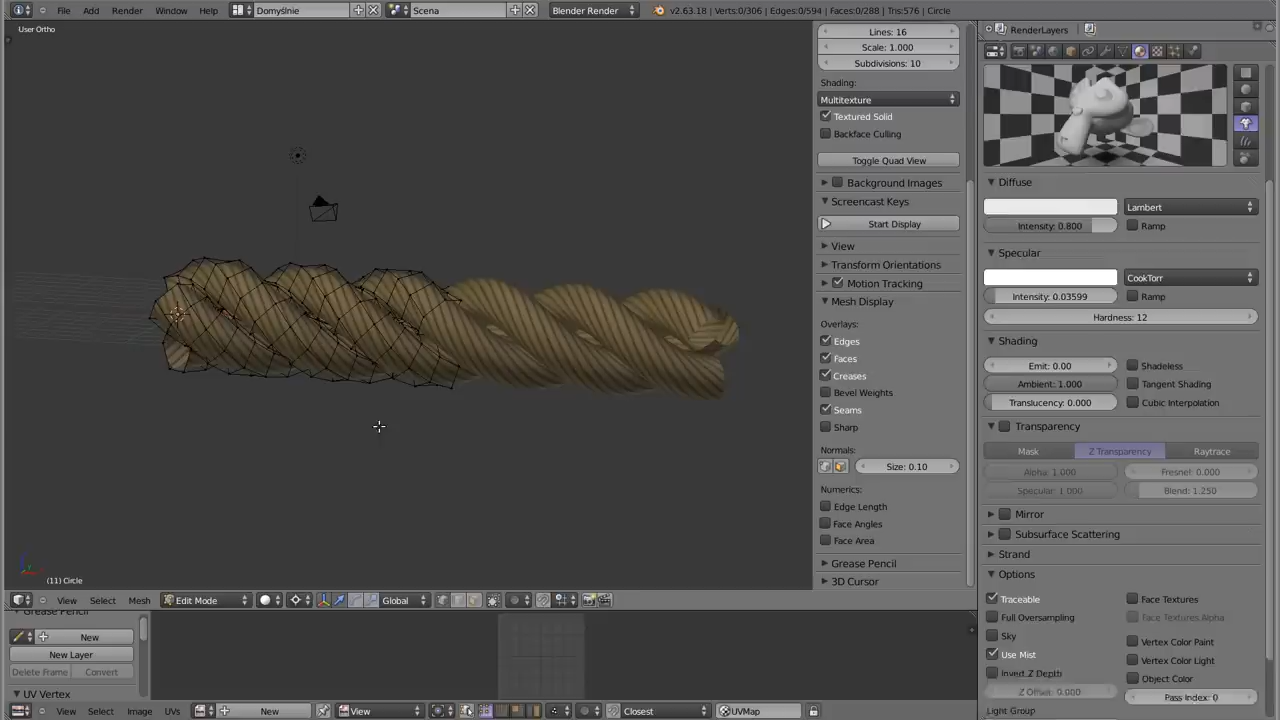 File Add Render Window Help Domyślnie Scena Blender Render v2.63.18 | Verts:0/306 | Edges:0/594 | Faces:0/288 | Tris:576 | Circle
User Ortho
(11) Circle
View Select Mesh Edit Mode Global
Lines: 16
Scale: 1.000
Subdivisions: 10
Shading:
Multitexture
Textured Solid
Backface Culling
Toggle Quad View
Background Images
Screencast Keys
Start Display
View
Transform Orientations
Motion Tracking
Mesh Display
Overlays:
Edges
Faces
Creases
Bevel Weights
Seams
Sharp
Normals:
Size: 0.10
Numerics:
Edge Length
Face Angles
Face Area
Grease Pencil
3D Cursor
RenderLayers
Diffuse
Lambert
Intensity: 0.800 Ramp
Specular
CookTorr
Intensity: 0.03599 Ramp
Hardness: 12
Shading
Emit: 0.00 Shadeless
Ambient: 1.000 Tangent Shading
Translucency: 0.000 Cubic Interpolation
Transparency
Mask Z Transparency Raytrace
Alpha: 1.000 Fresnel: 0.000
Specular: 1.000 Blend: 1.250
Mirror
Subsurface Scattering
Strand
Options
Traceable Face Textures
Full Oversampling Face Textures Alpha
Sky
Vertex Color Paint
Use Mist
Vertex Color Light
Invert Z Depth
Object Color
Z Offset: 0.000
Pass Index: 0
Light Group
Grease Pencil
New
New Layer
Delete Frame Convert
UV Vertex
View Select Image UVs New View Closest UVMap